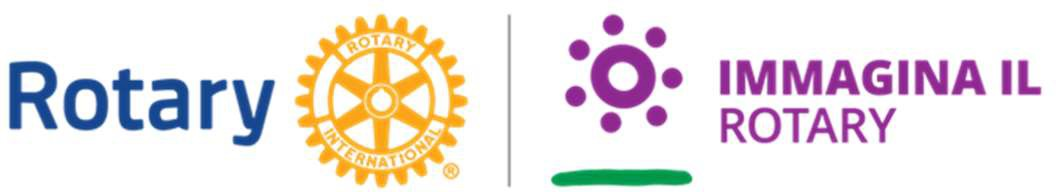 Rotary
ROTARY
INTERNATIONAL
®
IMMAGINA IL
ROTARY